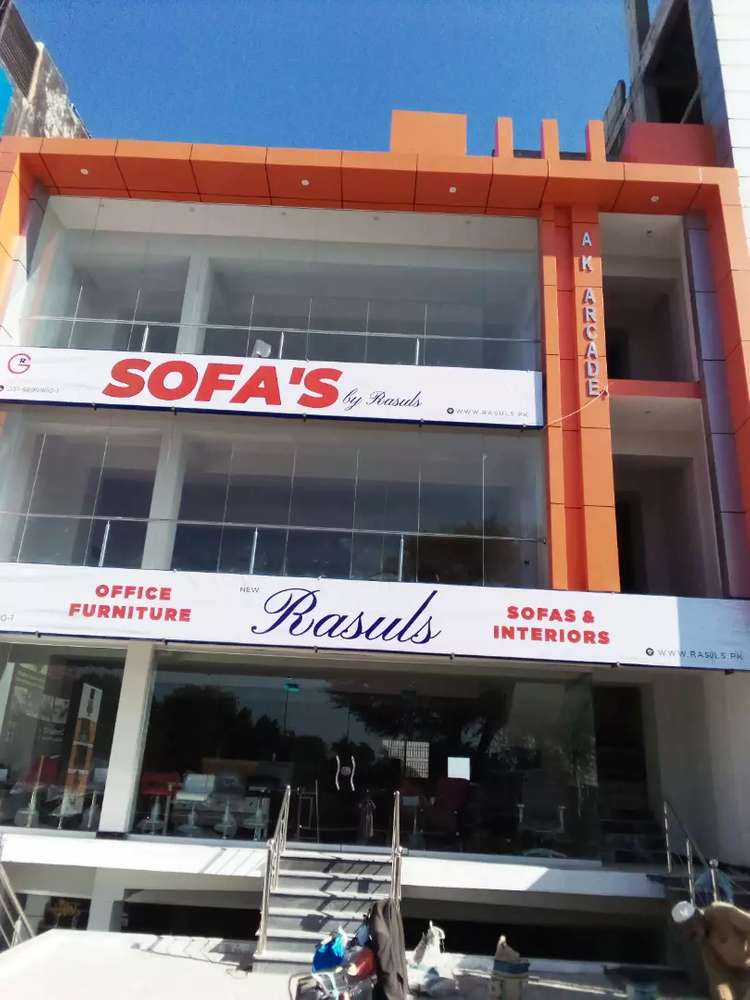 AK ARCADE
R
SOFA'S by Rasuls
WWW.RASULS.PK
OFFICE
FURNITURE
NEW Rasuls
SOFAS &
INTERIORS
WWW.RASULS.PK